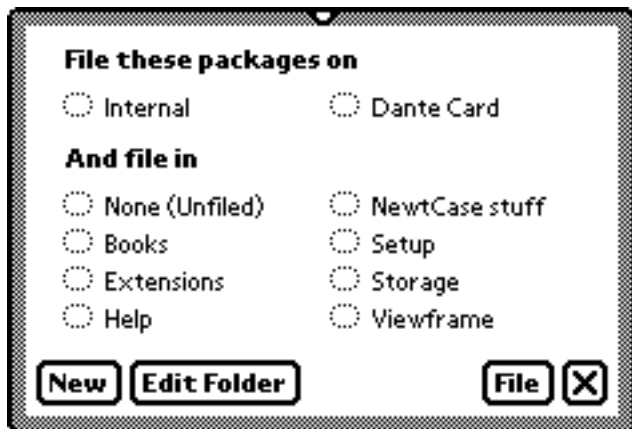 File these packages on
Internal Dante Card
And file in
None (Unfiled) NewtCase stuff
Books Setup
Extensions Storage
Help Viewframe
New Edit Folder File X